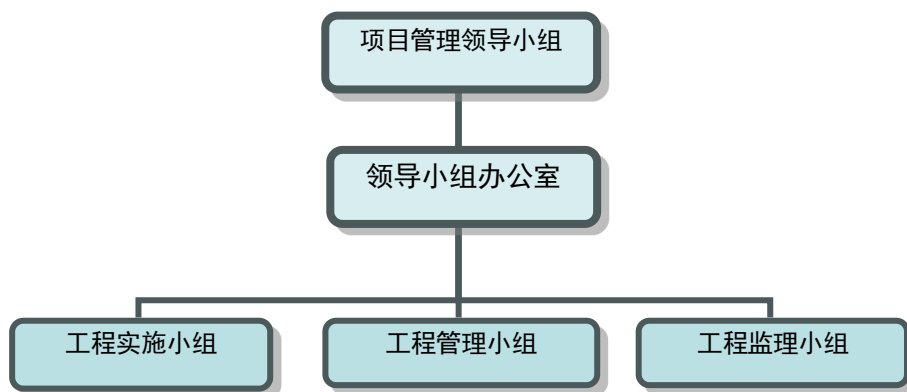 项目管理领导小组
领导小组办公室
工程实施小组
工程管理小组
工程监理小组